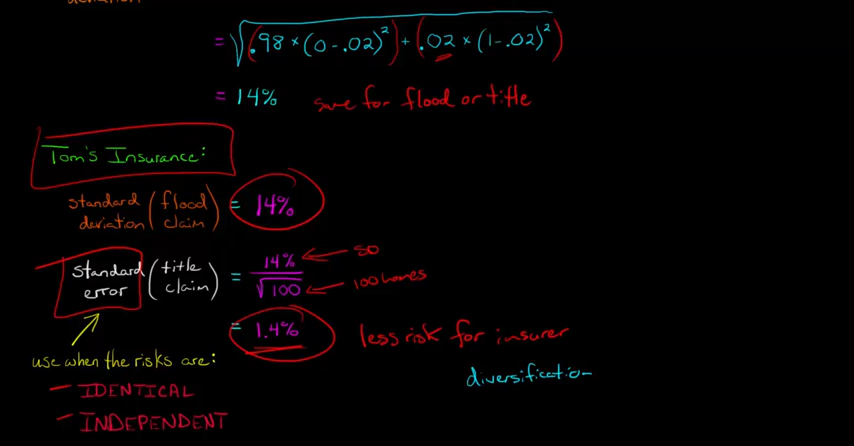 deviation
= √(.98 × (0 - .02)²) + (.02 × (1 - .02)²)
= 14% same for flood or title
Tom's Insurance:
standard deviation (flood claim) = 14%
standard error (title claim) = 14% / √100
SD
100 homes
= 1.4% less risk for insurer
use when the risks are:
diversification
- IDENTICAL
- INDEPENDENT